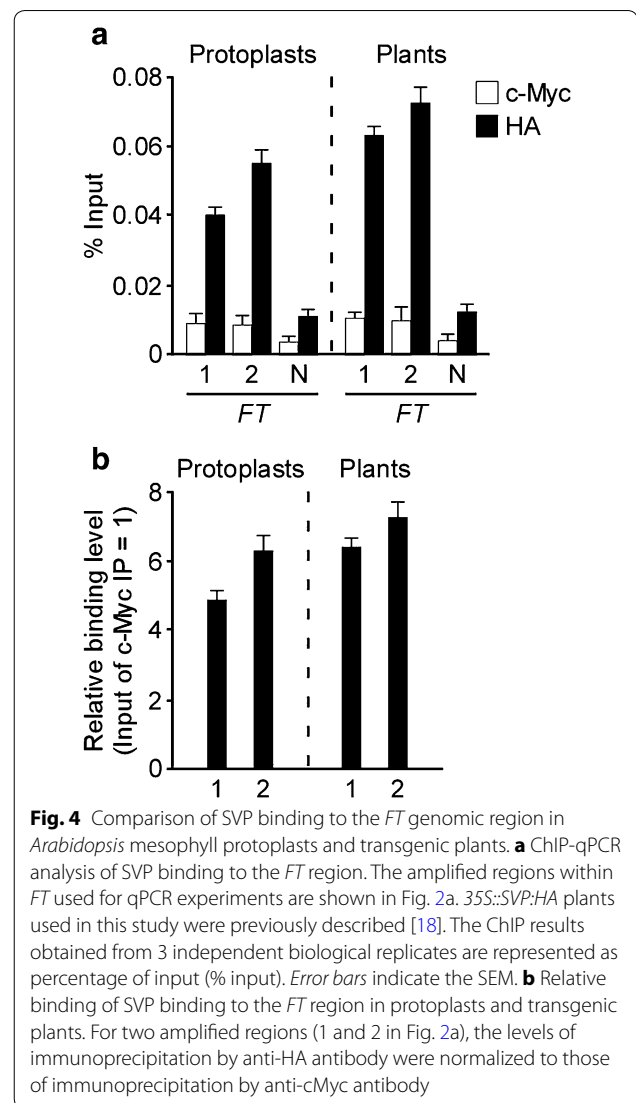 a
Protoplasts Plants
c-Myc
HA
% Input
0.08
0.06
0.04
0.02
0
1 2 N 1 2 N
FT FT
b
Protoplasts Plants
Relative binding level
(Input of c-Myc IP = 1)
8
6
4
2
0
1 2 1 2
Fig. 4 Comparison of SVP binding to the FT genomic region in
Arabidopsis mesophyll protoplasts and transgenic plants. a ChIP-qPCR
analysis of SVP binding to the FT region. The amplified regions within
FT used for qPCR experiments are shown in Fig. 2a. 35S::SVP:HA plants
used in this study were previously described [18]. The ChIP results
obtained from 3 independent biological replicates are represented as
percentage of input (% input). Error bars indicate the SEM. b Relative
binding of SVP binding to the FT region in protoplasts and transgenic
plants. For two amplified regions (1 and 2 in Fig. 2a), the levels of
immunoprecipitation by anti-HA antibody were normalized to those
of immunoprecipitation by anti-cMyc antibody